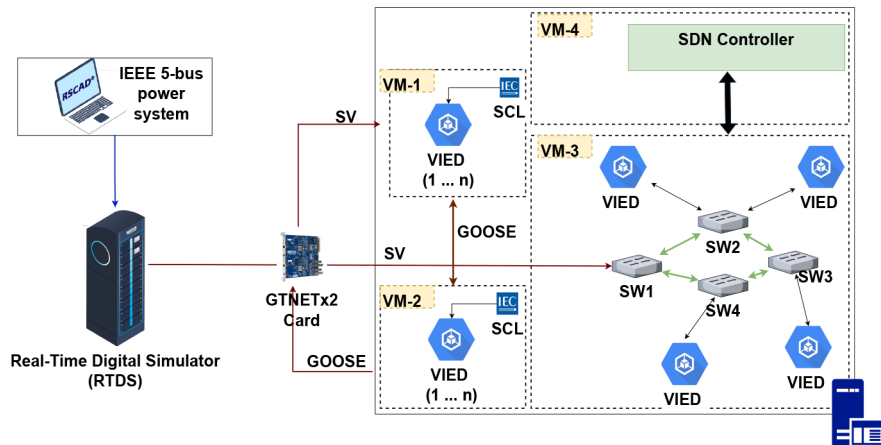 RSCAD®
IEEE 5-bus
power
system
Real-Time Digital Simulator
(RTDS)
GTNETx2
Card
SV
SV
GOOSE
GOOSE
VM-1
IEC
SCL
VIED
(1 ... n)
VM-2
IEC
SCL
VIED
(1 ... n)
VM-4
SDN Controller
VM-3
VIED
VIED
SW2
SW1
SW3
SW4
VIED
VIED